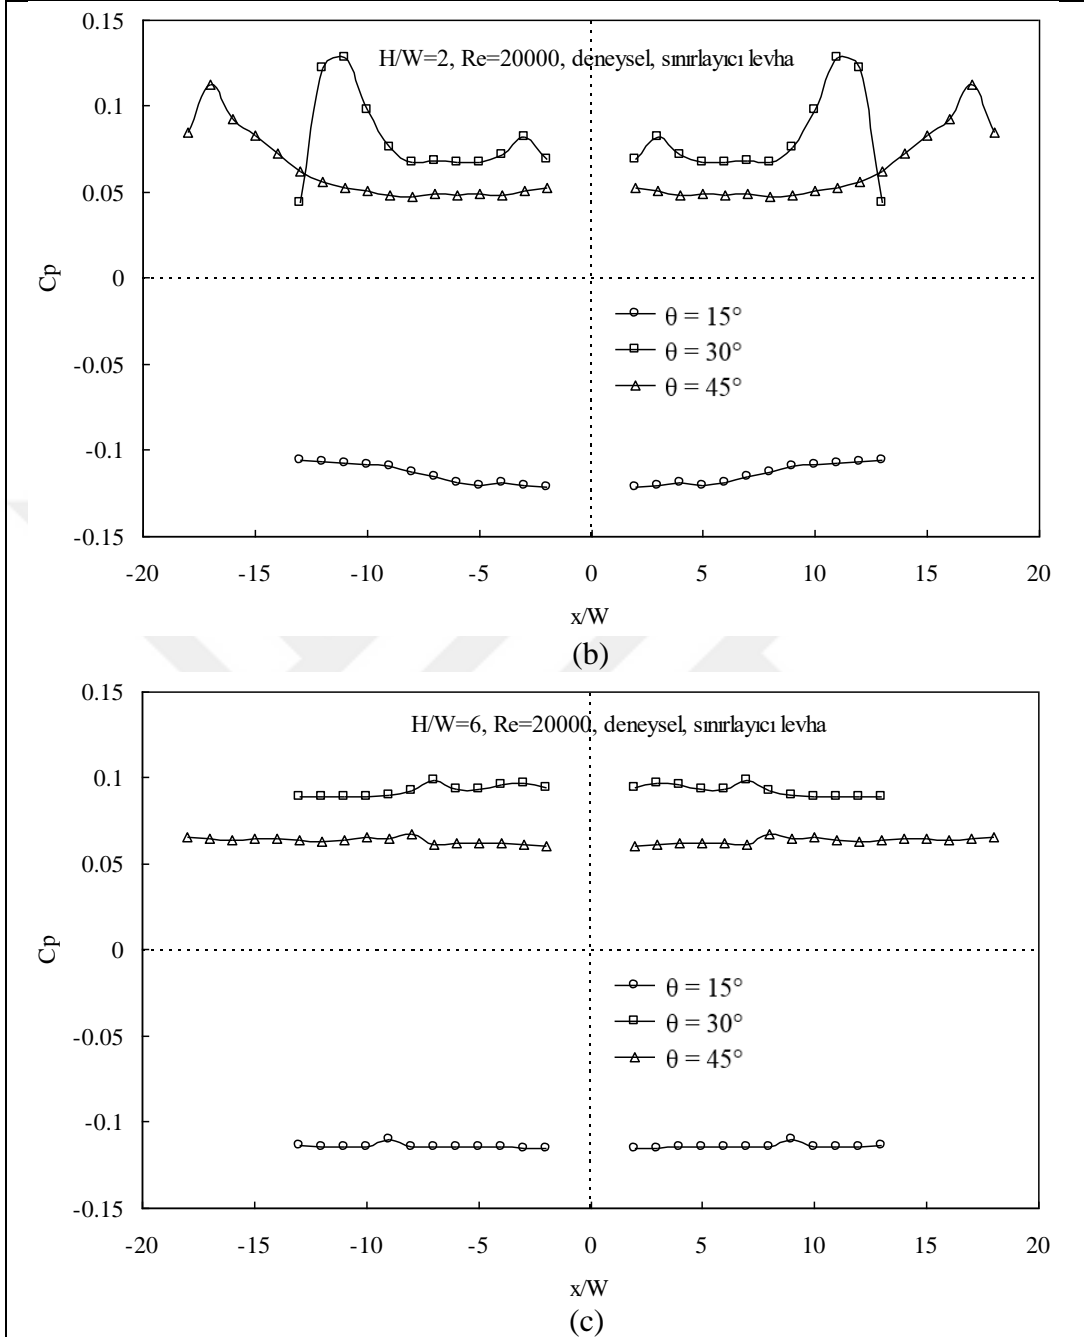 H/W=2, Re=20000, deneysel, sınırlayıcı levha
0.15
0.1
0.05
0
-0.05
-0.1
-0.15
Cp
θ = 15°
θ = 30°
θ = 45°
-20 -15 -10 -5 0 5 10 15 20
x/W
(b)
H/W=6, Re=20000, deneysel, sınırlayıcı levha
0.15
0.1
0.05
0
-0.05
-0.1
-0.15
Cp
θ = 15°
θ = 30°
θ = 45°
-20 -15 -10 -5 0 5 10 15 20
x/W
(c)